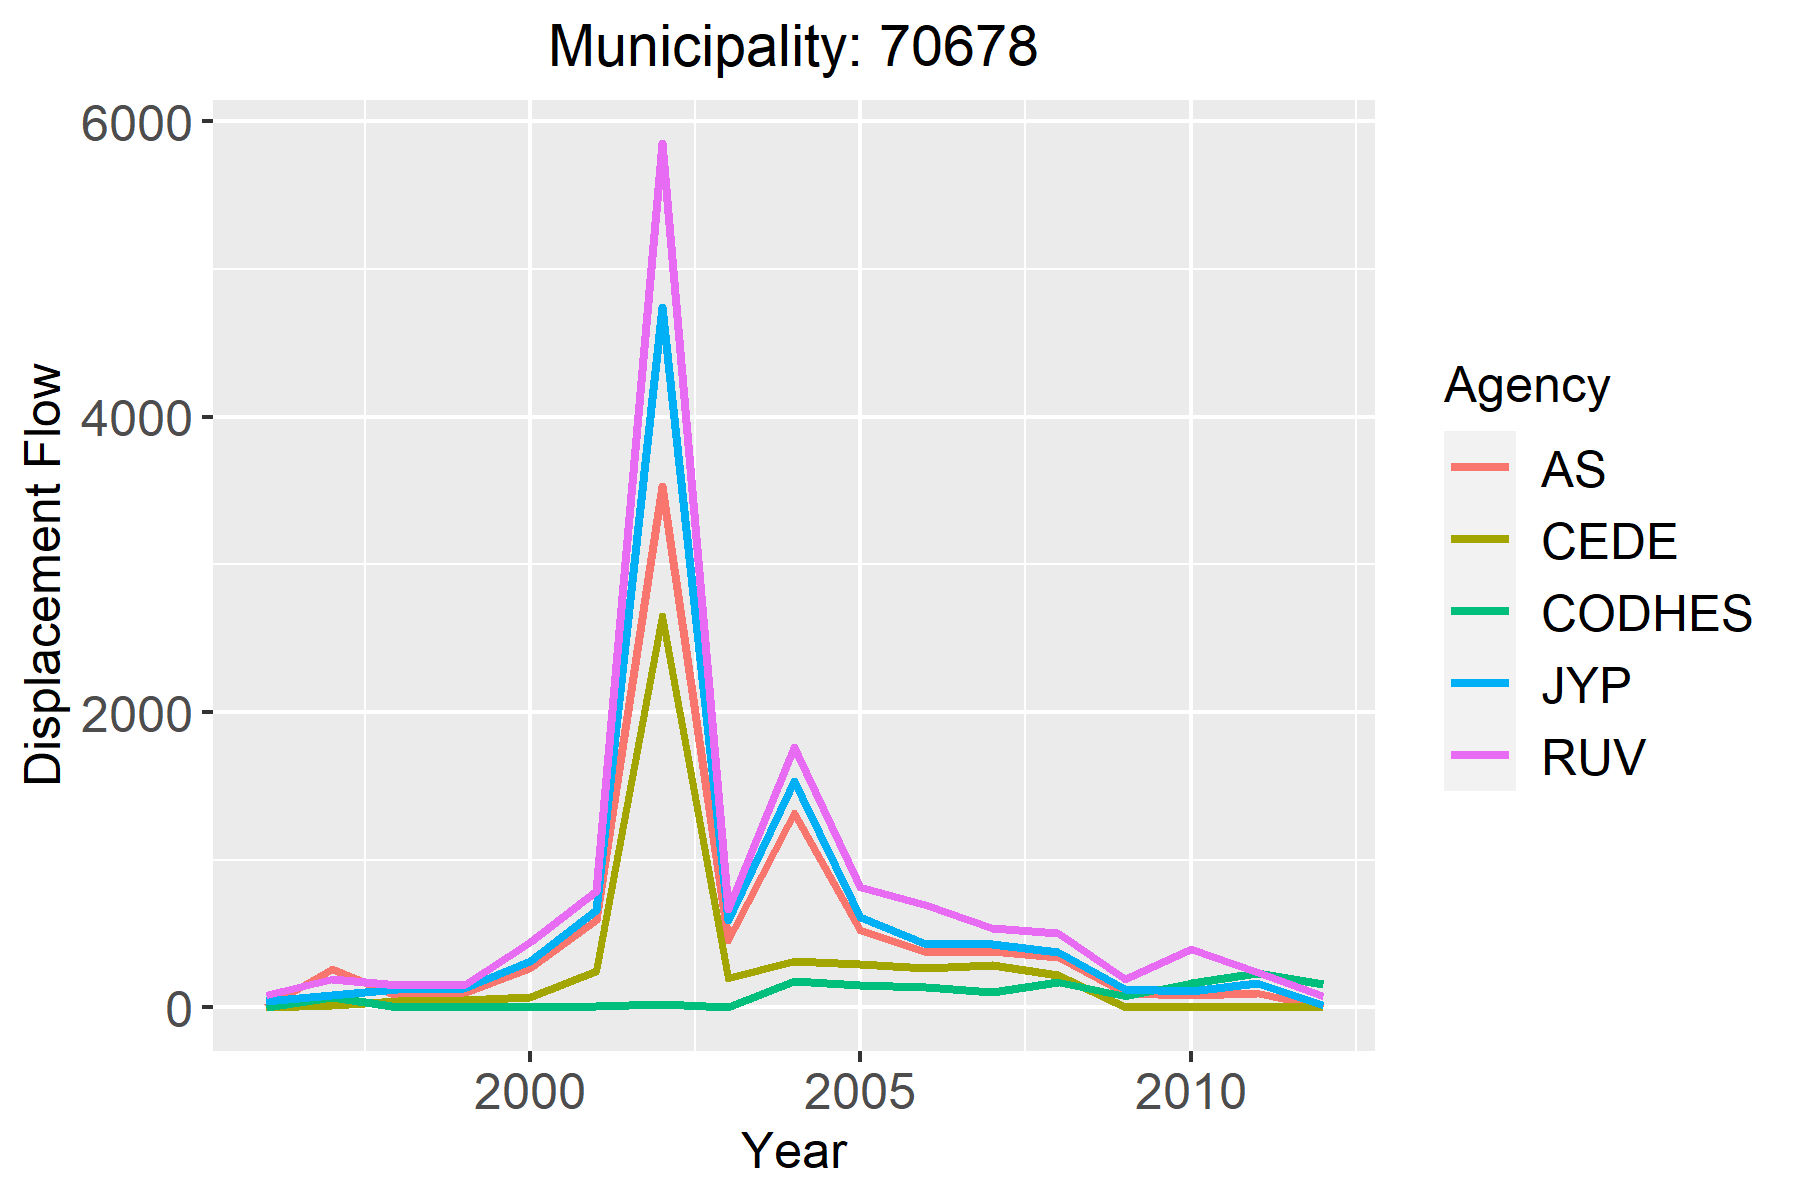 Municipality: 70678
6000
4000
2000
0
Displacement Flow
2000 2005 2010
Year
Agency
AS
CEDE
CODHES
JYP
RUV